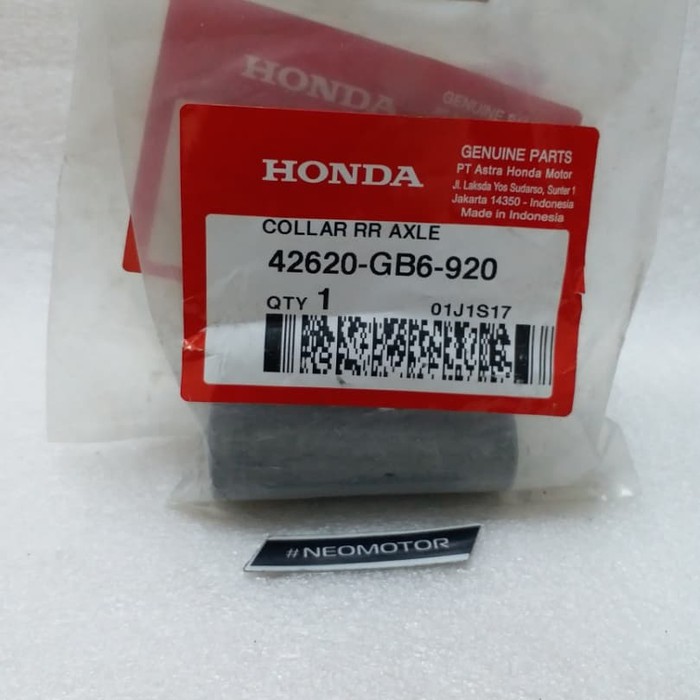 HONDA
GENUINE
HONDA
GENUINE PARTS
PT Astra Honda Motor
Jl. Laksda Yos Sudarso, Sunter 1
Jakarta 14350 - Indonesia
Made in Indonesia
COLLAR RR AXLE
42620-GB6-920
QTY 1
01J1S17
#NEOMOTOR